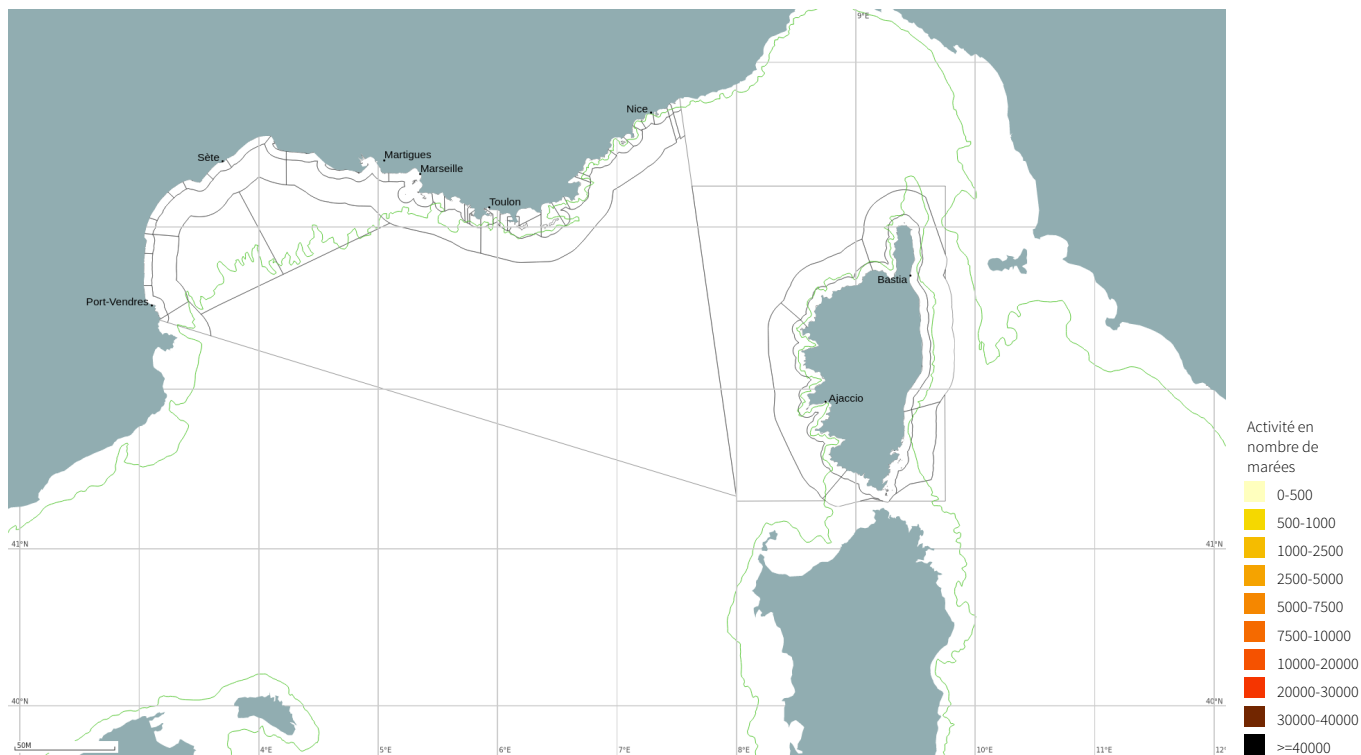 9°E
Nice
Sète
Martigues
Marseille
Toulon
Bastia
Port-Vendres
Ajaccio
Activité en
nombre de
marées
0-500
500-1000
1000-2500
2500-5000
5000-7500
7500-10000
10000-20000
20000-30000
30000-40000
>=40000
41°N
41°N
40°N
40°N
50M
4°E
5°E
6°E
7°E
8°E
10°E
11°E
12°